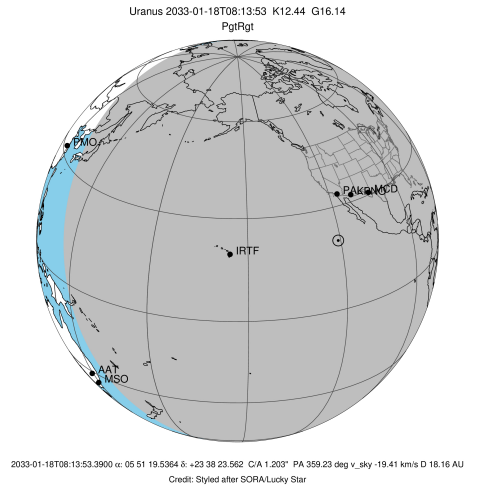 Uranus 2033-01-18T08:13:53 K12.44 G16.14
PgtRgt
PMO
MCD
IRTF
AAT
MSO
2033-01-18T08:13:53.3900 α: 05 51 19.5364 δ: +23 38 23.562 C/A 1.203" PA 359.23 deg v_sky -19.41 km/s D 18.16 AU
Credit: Styled after SORA/Lucky Star